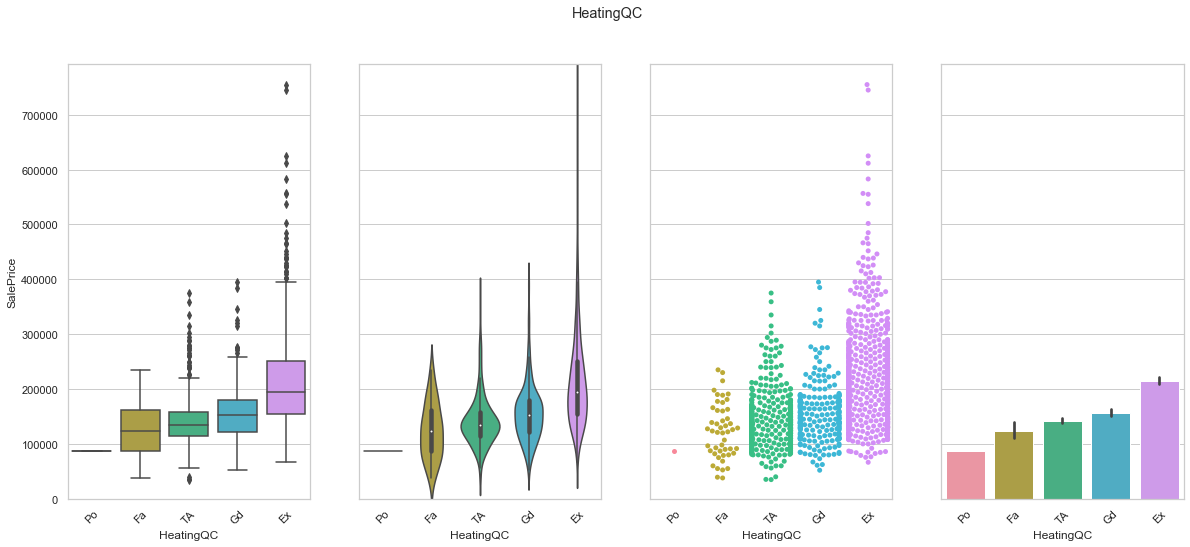 HeatingQC
SalePrice
700000
600000
500000
400000
300000
200000
100000
0
Po Fa TA Gd Ex
HeatingQC
Po Fa TA Gd Ex
HeatingQC
Po Fa TA Gd Ex
HeatingQC
Po Fa TA Gd Ex
HeatingQC